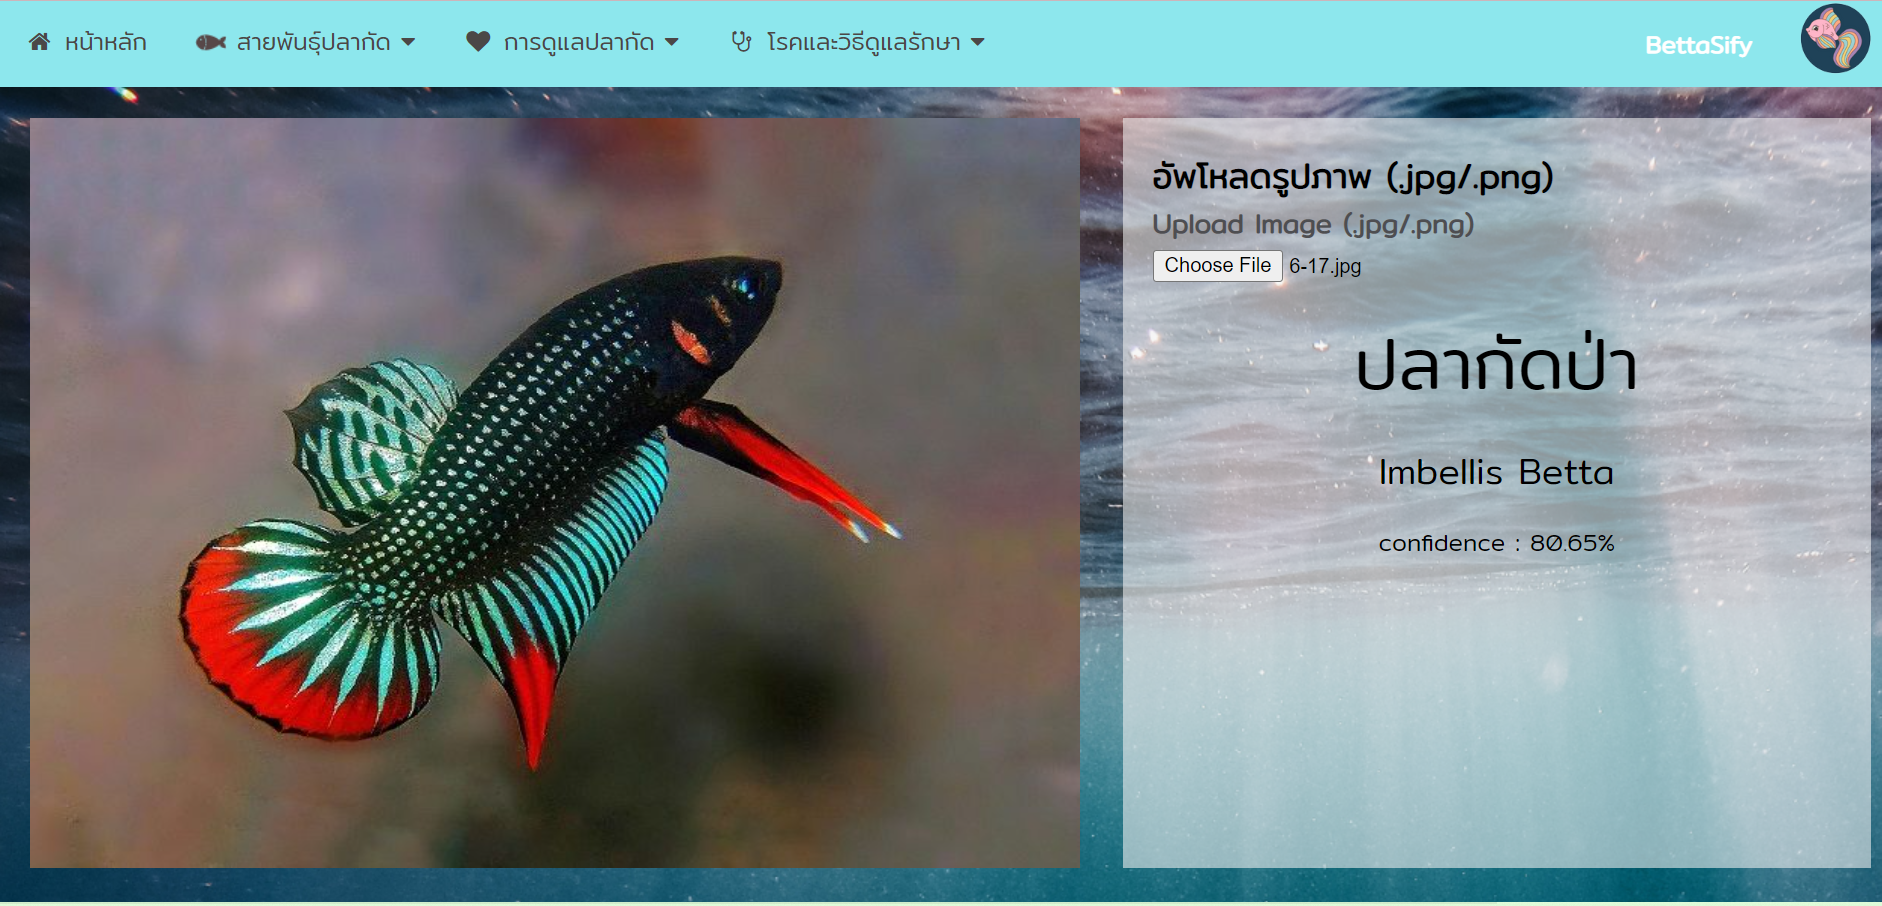 หน้าหลัก สายพันธุ์ปลากัด การดูแลปลากัด โรคและวิธีดูแลรักษา BettaSify
อัพโหลดรูปภาพ (.jpg/.png)
Upload Image (.jpg/.png)
Choose File 6-17.jpg
ปลากัดป่า
Imbellis Betta
confidence : 80.65%